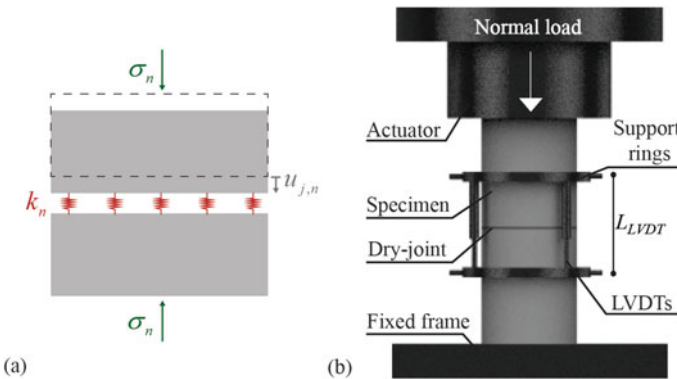 σn
uj,n
kn
σn
(a)
Normal load
Actuator
Support
rings
Specimen
LLVDT
Dry-joint
LVDTs
Fixed frame
(b)